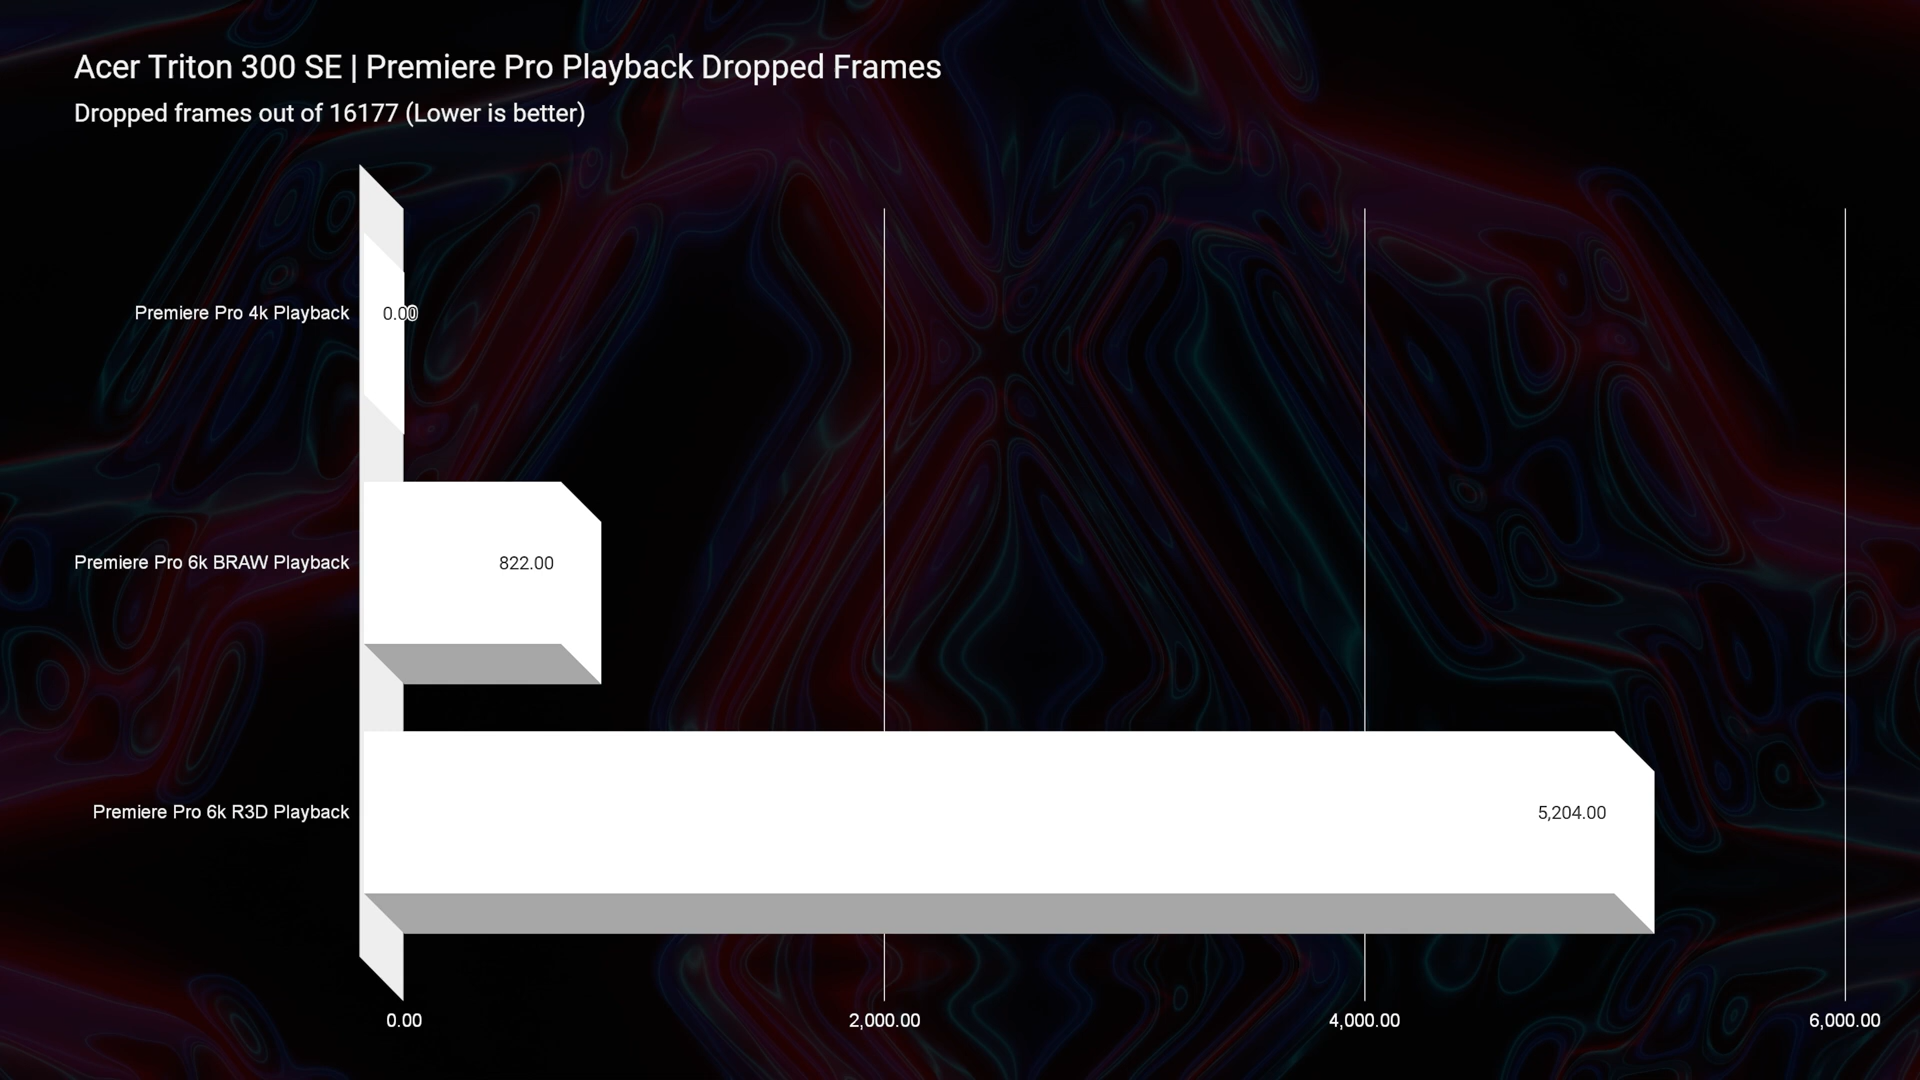 Acer Triton 300 SE | Premiere Pro Playback Dropped Frames
Dropped frames out of 16177 (Lower is better)
Premiere Pro 4k Playback 0.00
Premiere Pro 6k BRAW Playback 822.00
Premiere Pro 6k R3D Playback 5,204.00
0.00 2,000.00 4,000.00 6,000.00